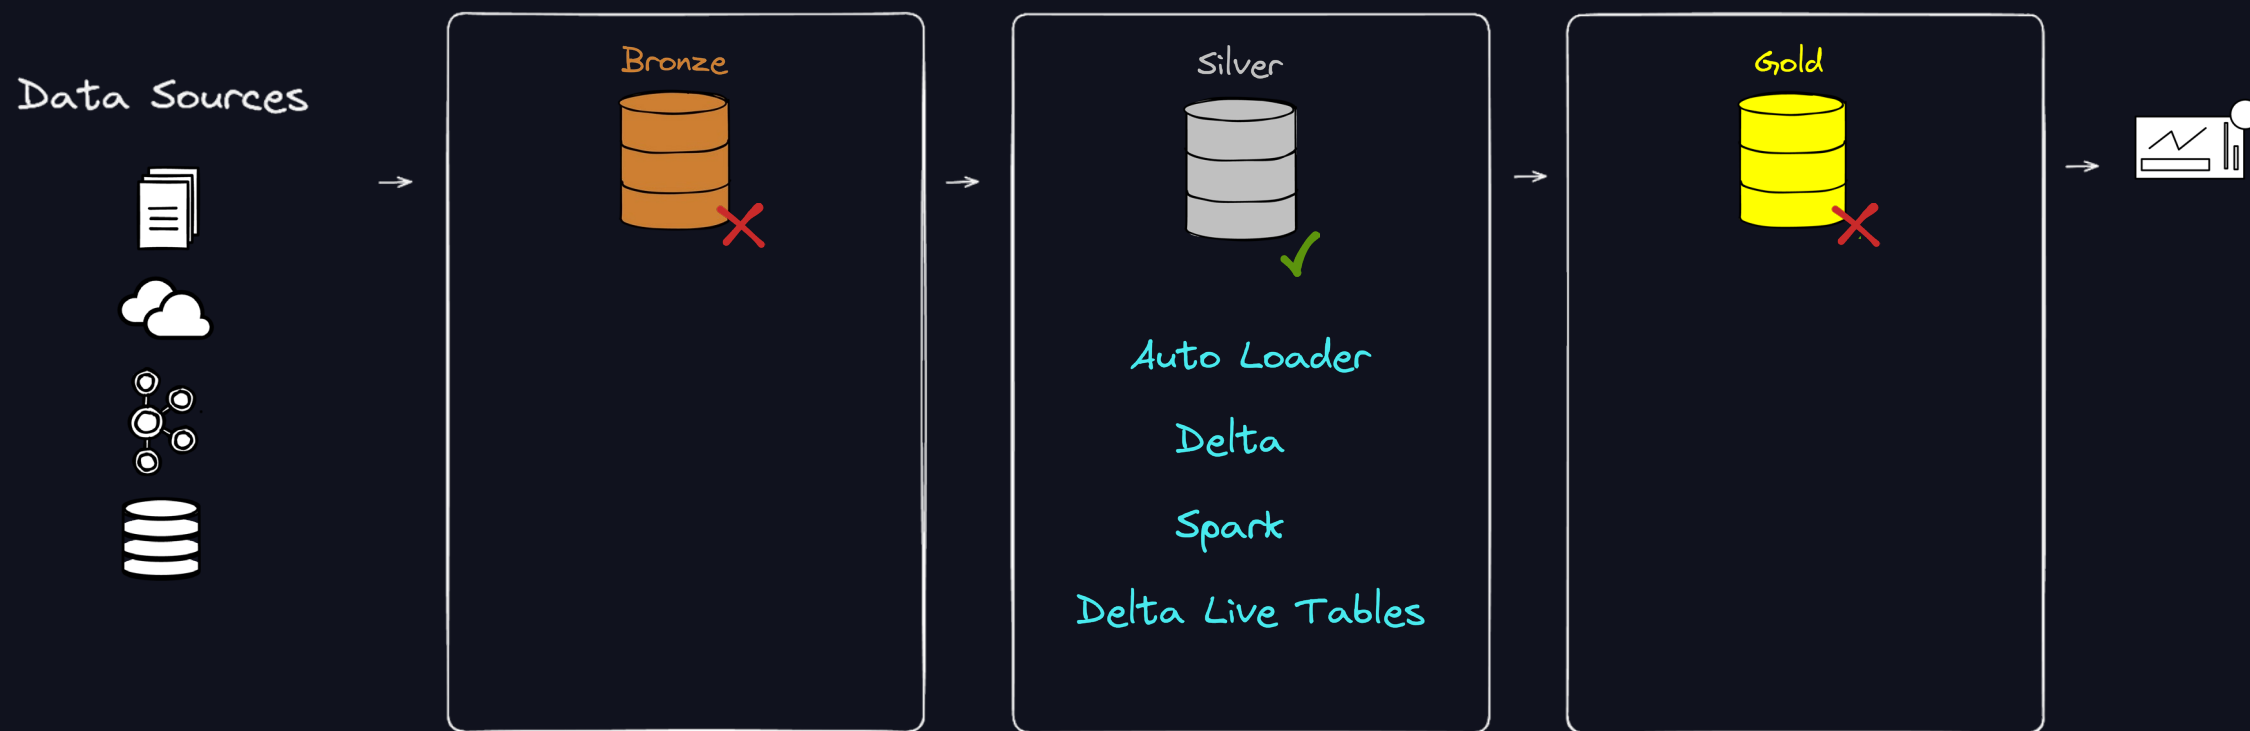 Data Sources
Bronze
Silver
Auto Loader
Delta
Spark
Delta Live Tables
Gold